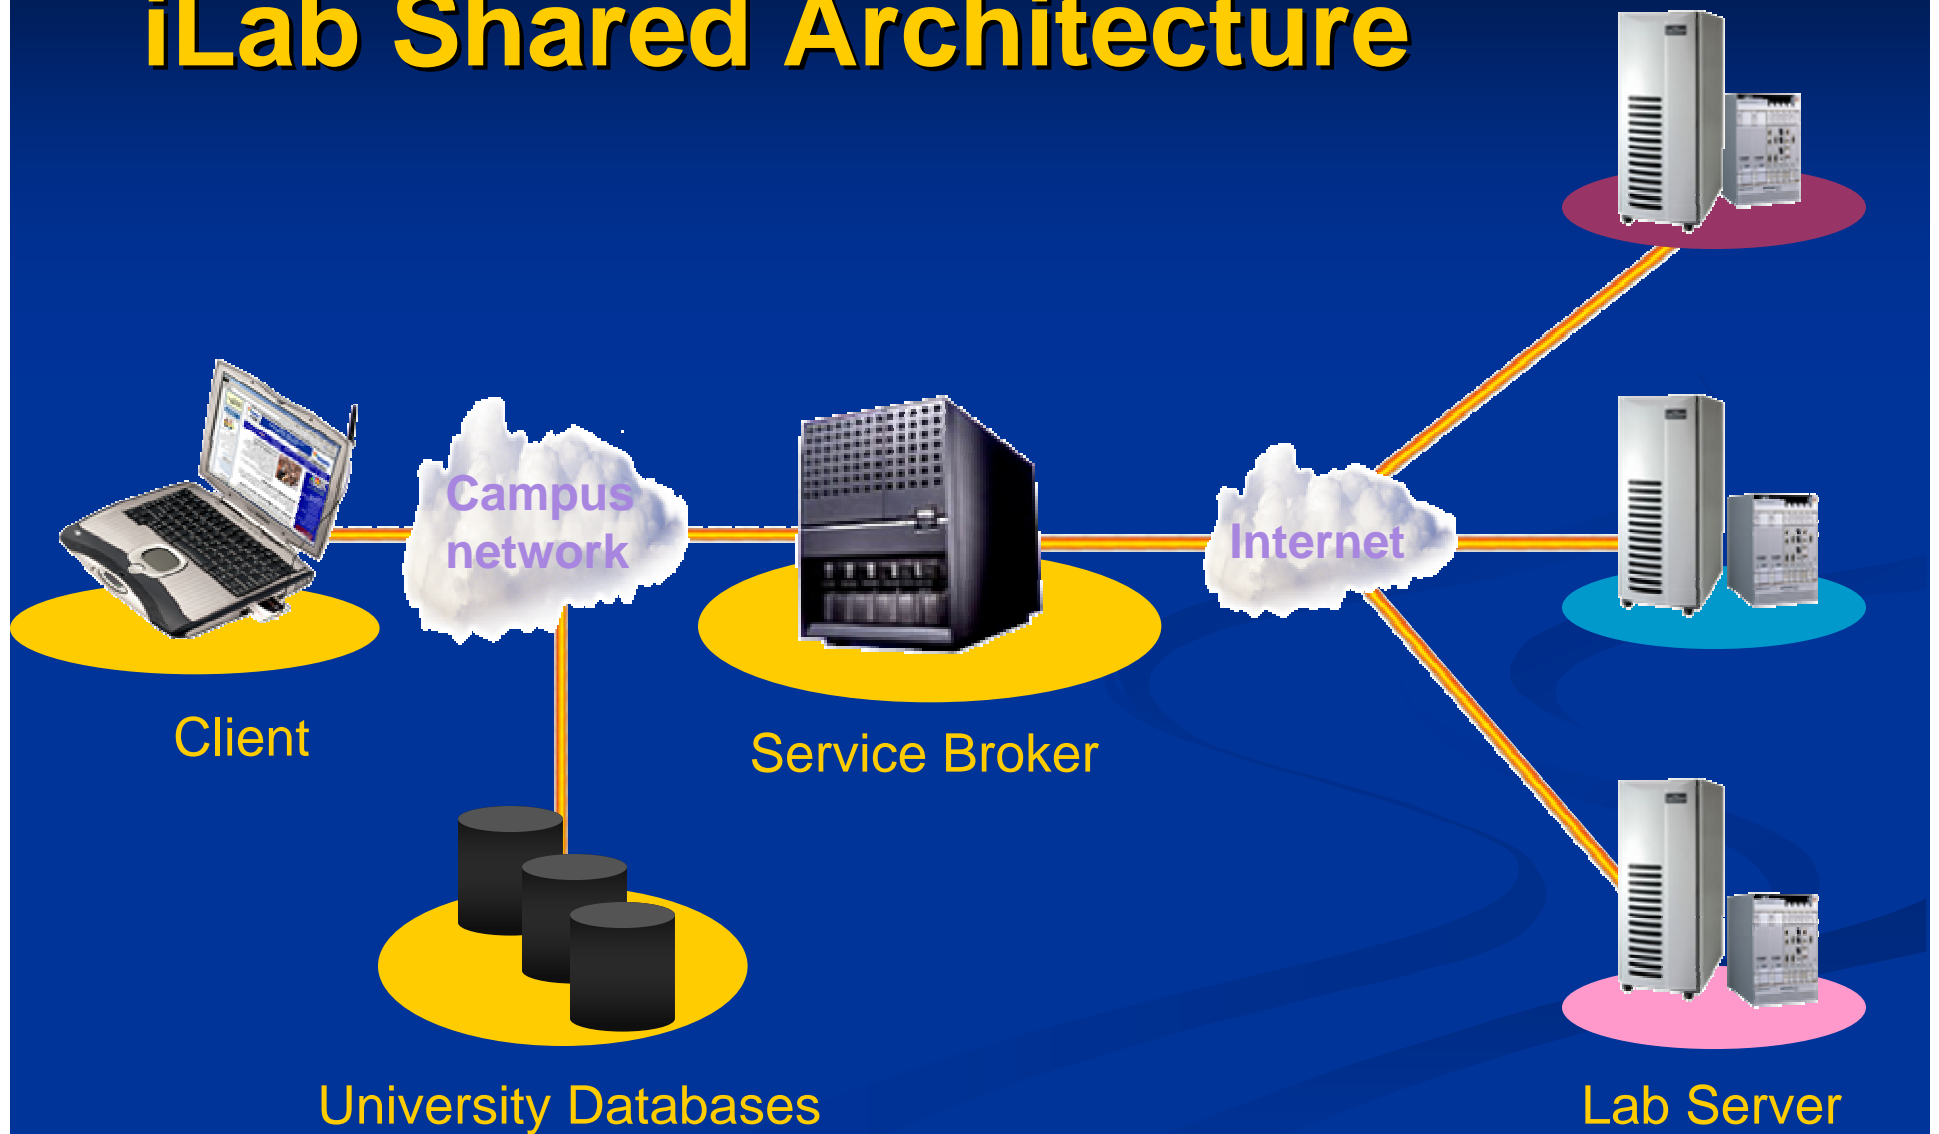 iLab Shared Architecture
Campus
network
Internet
Client
Service Broker
University Databases
Lab Server